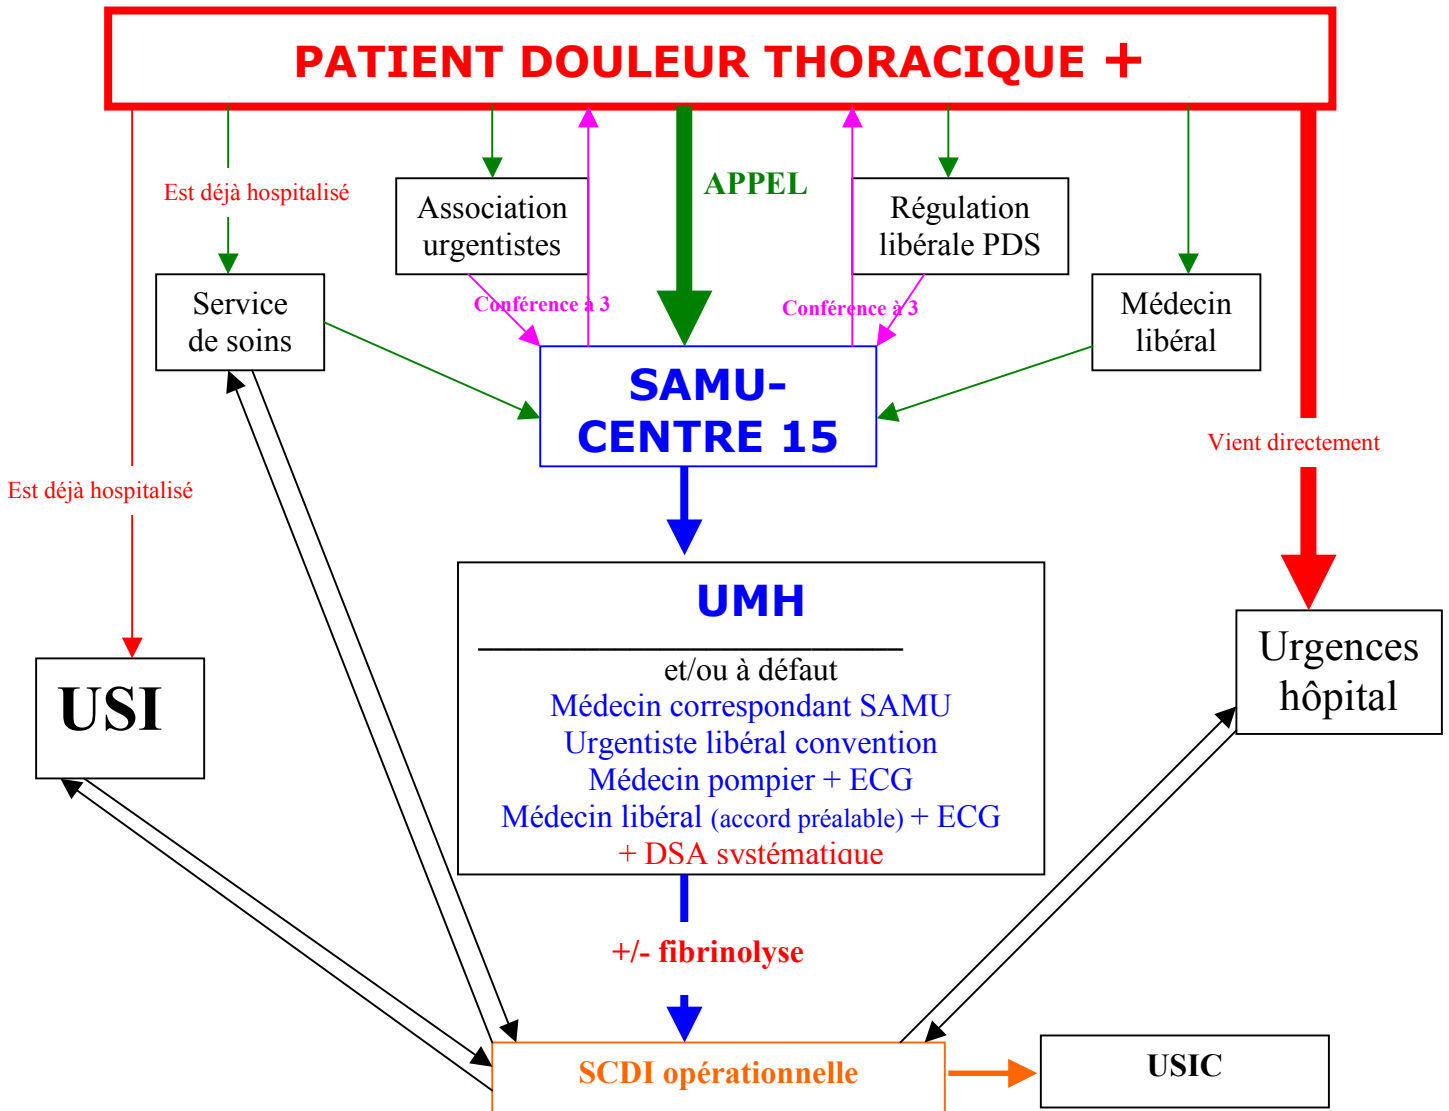 PATIENT DOULEUR THORACIQUE +
Est déjà hospitalisé
Association
urgentistes
APPEL
Régulation
libérale PDS
Service
de soins
Conférence à 3
Conférence à 3
Médecin
libéral
SAMU-
CENTRE 15
Vient directement
Est déjà hospitalisé
UMH
et/ou à défaut
Médecin correspondant SAMU
Urgentiste libéral convention
Médecin pompier + ECG
Médecin libéral (accord préalable) + ECG
+ DSA systématique
USI
Urgences
hôpital
+/- fibrinolyse
SCDI opérationnelle
USIC